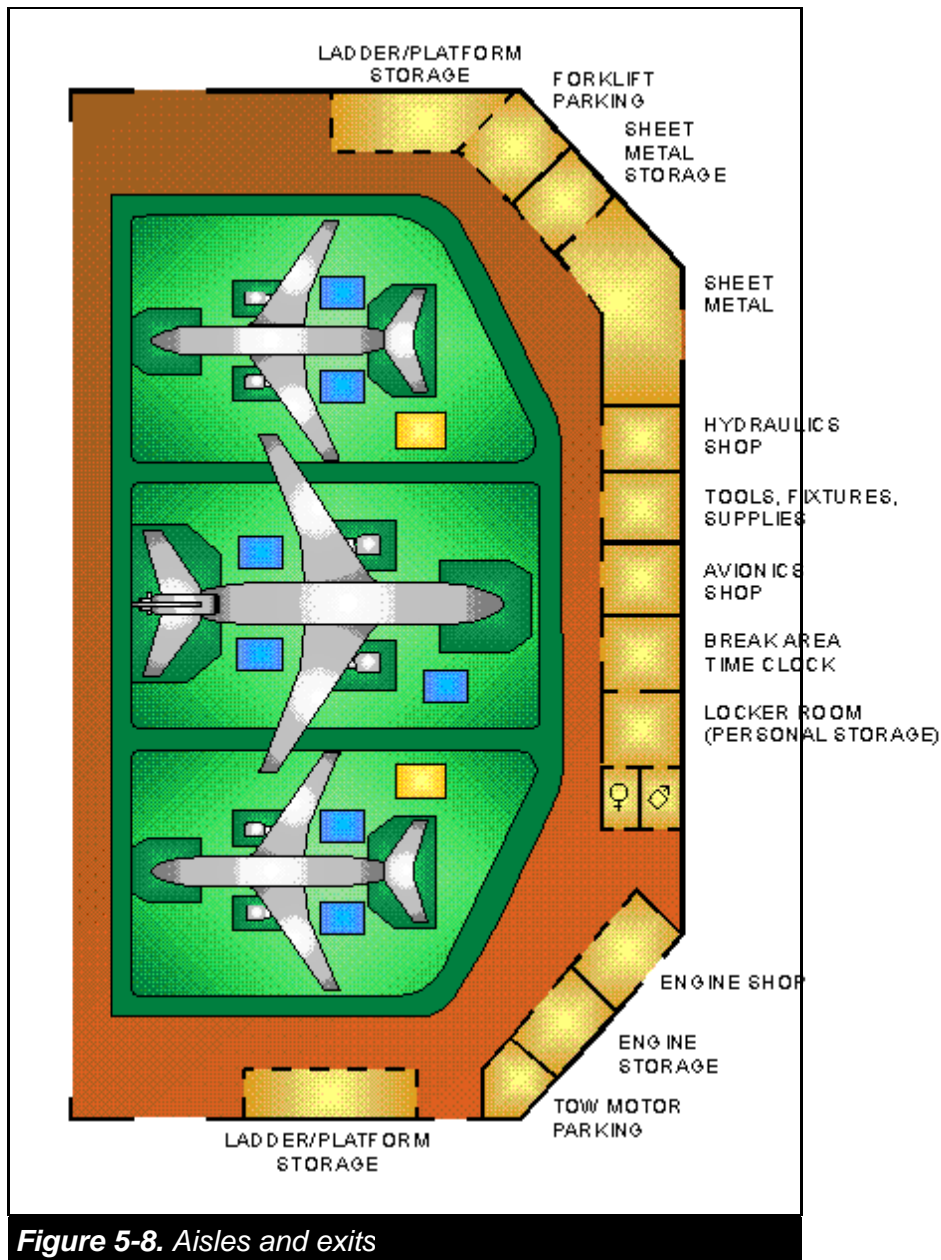 LADDER/PLATFORM
STORAGE
FORKLIFT
PARKING
SHEET
METAL
STORAGE
SHEET
METAL
HYDRAULICS
SHOP
TOOLS, FIXTURES,
SUPPLIES
AVIONICS
SHOP
BREAK AREA
TIME CLOCK
LOCKER ROOM
(PERSONAL STORAGE)
♀ ♂
ENGINE SHOP
ENGINE
STORAGE
TOW MOTOR
PARKING
LADDER/PLATFORM
STORAGE
Figure 5-8. Aisles and exits